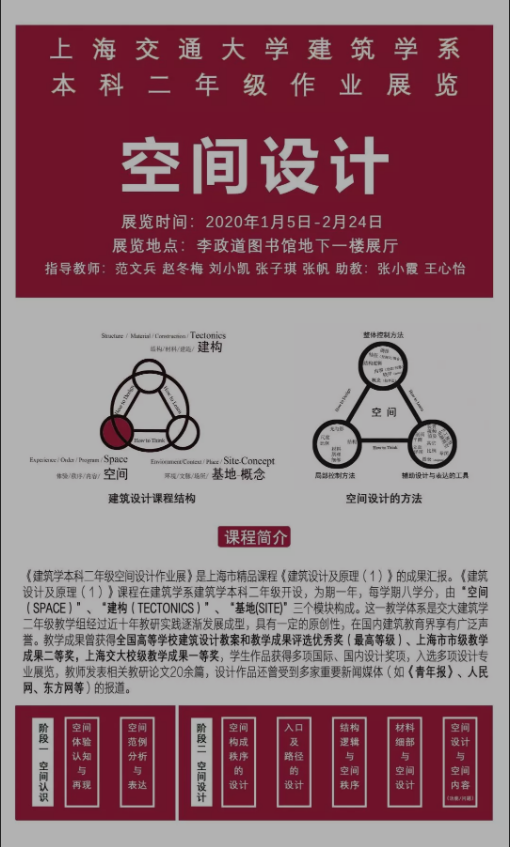 上海交通大学建筑学系
本科二年级作业展览
空间设计
展览时间：2020年1月5日-2月24日
展览地点：李政道图书馆地下一楼展厅
指导教师：范文兵 赵冬梅 刘小凯 张子琪 张帆 助教：张小霞 王心怡
Structure / Material / Construction / Tectonics
结构/材料/建造/ 建构
How to Design
How to Learn
How to Think
Experience / Order / Program / Space
体验/秩序/内容/ 空间
Environment/Context / Place / Site-Concept
环境/文脉/场所/ 基地-概念
建筑设计课程结构
整体控制方法
空 间
How to Design
How to Think
局部控制方法
辅助设计与表达的工具
空间设计的方法
课程简介
《建筑学本科二年级空间设计作业展》是上海市精品课程《建筑设计及原理（1）》的成果汇报。《建筑
设计及原理（1）》课程在建筑学系建筑学本科二年级开设，为期一年，每学期八学分，由“空间
（SPACE）”、“建构（TECTONICS）”、“基地(SITE)”三个模块构成。这一教学体系是交大建筑学
二年级教学组经过近十年教研实践逐渐发展成型，具有一定的原创性，在国内建筑教育界享有广泛声
誉。教学成果曾获得全国高等学校建筑设计教案和教学成果评选优秀奖（最高等级）、上海市市级教学
成果二等奖，上海交大校级教学成果一等奖，学生作品获得多项国际、国内设计奖项，入选多项设计专
业展览，教师发表相关教研论文20余篇，设计作品还曾受到多家重要新闻媒体（如《青年报》、人民
网、东方网等）的报道。
阶段一 空间认识
空间体验认知与再现
空间范例分析与表达
阶段二 空间设计
空间构成秩序的设计
入口及路径的设计
结构逻辑与空间秩序
材料细部与空间设计
空间设计与空间内容